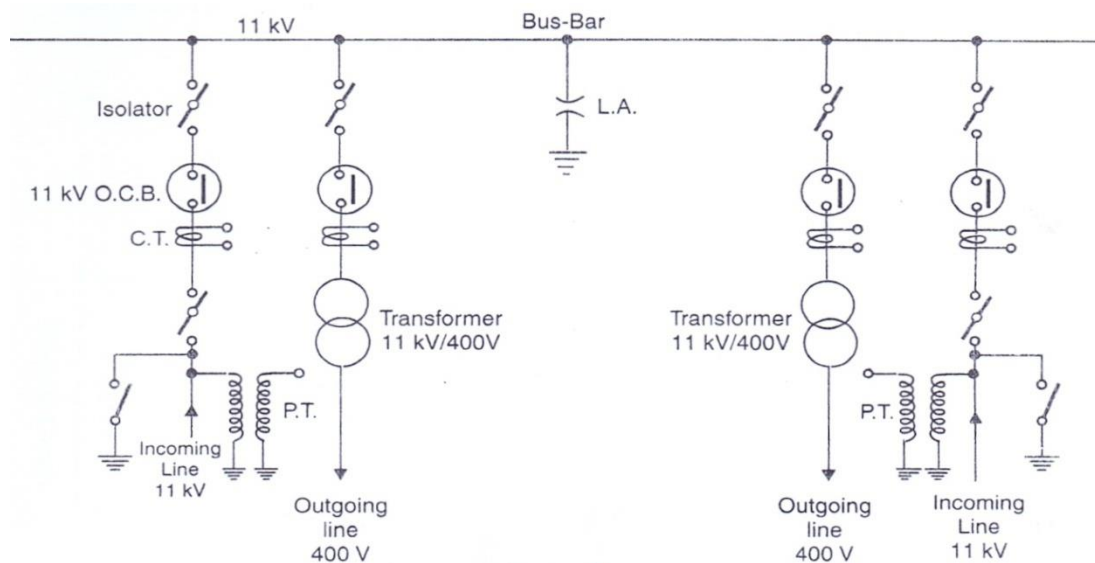 11 kV
Bus-Bar
Isolator
L.A.
11 kV O.C.B.
C.T.
Transformer
11 kV/400V
Transformer
11 kV/400V
P.T.
P.T.
Incoming
Line
11 kV
Outgoing
line
400 V
Outgoing
line
400 V
Incoming
Line
11 kV